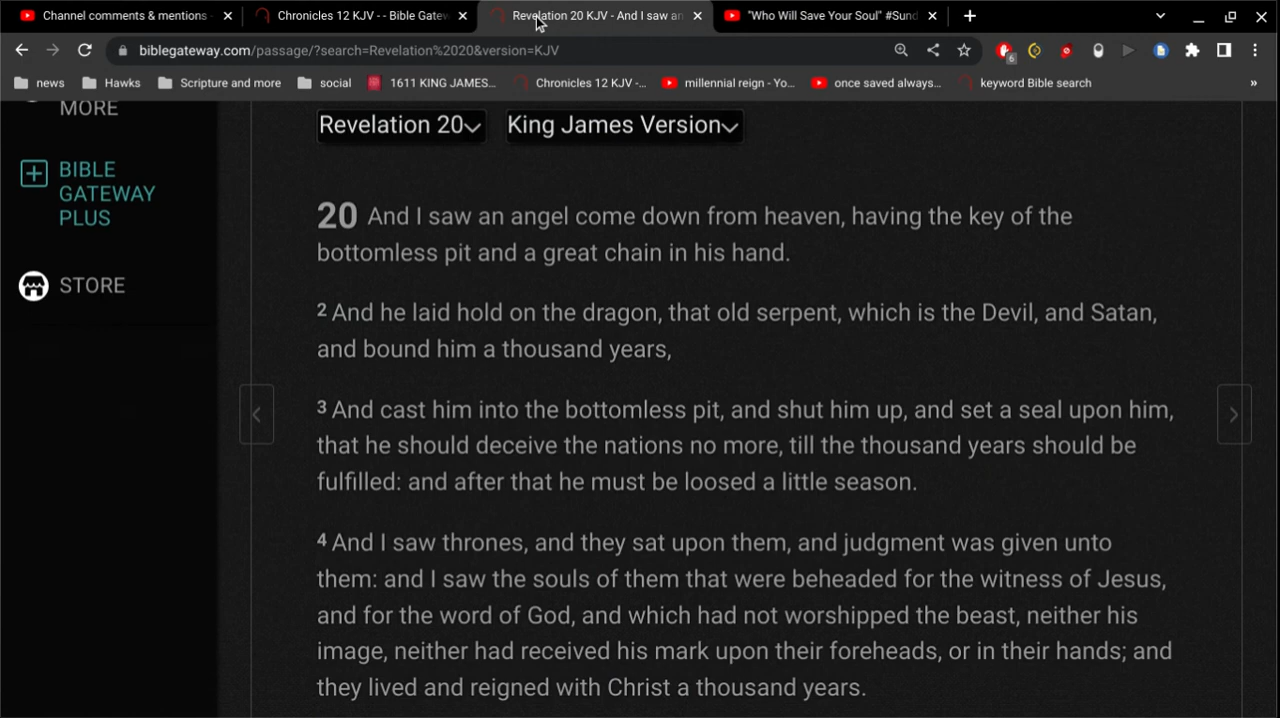 Channel comments & mentions -
Chronicles 12 KJV - - Bible Gatew
Revelation 20 KJV - And I saw an
"Who Will Save Your Soul" #Sund
biblegateway.com/passage/?search=Revelation%2020&version=KJV
6
news
Hawks
Scripture and more
social
1611 KING JAMES...
Chronicles 12 KJV -...
millennial reign - Yo...
once saved always...
keyword Bible search
»
MORE
BIBLE
GATEWAY
PLUS
STORE
Revelation 20
King James Version
20 And I saw an angel come down from heaven, having the key of the
bottomless pit and a great chain in his hand.
2 And he laid hold on the dragon, that old serpent, which is the Devil, and Satan,
and bound him a thousand years,
3 And cast him into the bottomless pit, and shut him up, and set a seal upon him,
that he should deceive the nations no more, till the thousand years should be
fulfilled: and after that he must be loosed a little season.
4 And I saw thrones, and they sat upon them, and judgment was given unto
them: and I saw the souls of them that were beheaded for the witness of Jesus,
and for the word of God, and which had not worshipped the beast, neither his
image, neither had received his mark upon their foreheads, or in their hands; and
they lived and reigned with Christ a thousand years.